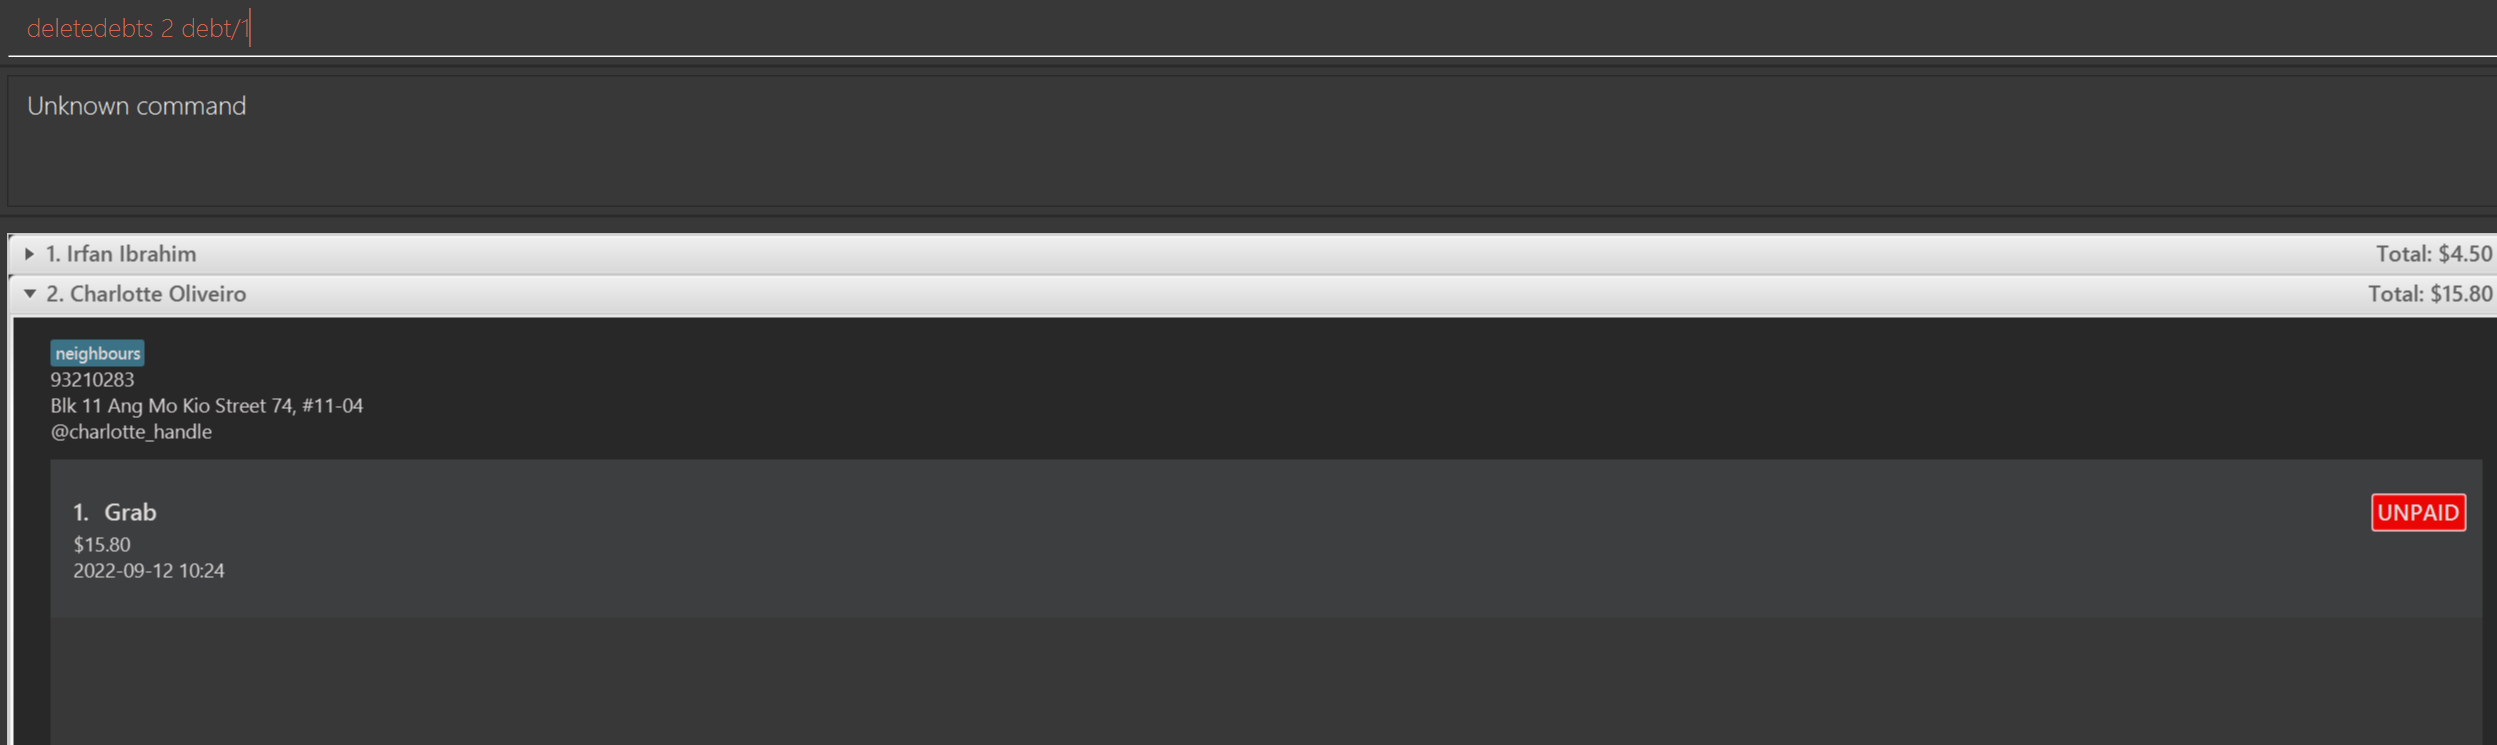 deletedebts 2 debt/1
Unknown command
1. Irfan Ibrahim Total: $4.50
2. Charlotte Oliveiro Total: $15.80
neighbours
93210283
Blk 11 Ang Mo Kio Street 74, #11-04
@charlotte_handle
1. Grab UNPAID
$15.80
2022-09-12 10:24